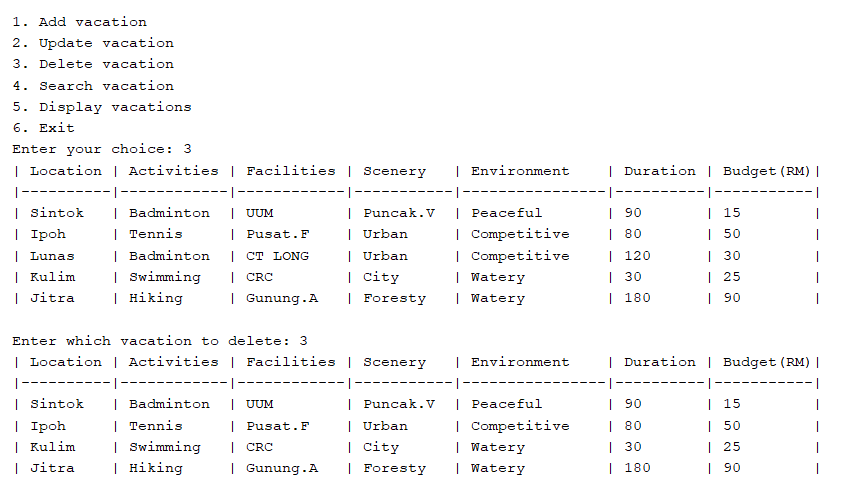 1. Add vacation
2. Update vacation
3. Delete vacation
4. Search vacation
5. Display vacations
6. Exit
Enter your choice: 3
| Location | Activities | Facilities | Scenery   | Environment    | Duration | Budget(RM)|
|----------|------------|------------|-----------|----------------|----------|-----------|
| Sintok   | Badminton  | UUM        | Puncak.V  | Peaceful       | 90       | 15        |
| Ipoh     | Tennis     | Pusat.F    | Urban     | Competitive    | 80       | 50        |
| Lunas    | Badminton  | CT LONG    | Urban     | Competitive    | 120      | 30        |
| Kulim    | Swimming   | CRC        | City      | Watery         | 30       | 25        |
| Jitra    | Hiking     | Gunung.A   | Foresty   | Watery         | 180      | 90        |
Enter which vacation to delete: 3
| Location | Activities | Facilities | Scenery   | Environment    | Duration | Budget(RM)|
|----------|------------|------------|-----------|----------------|----------|-----------|
| Sintok   | Badminton  | UUM        | Puncak.V  | Peaceful       | 90       | 15        |
| Ipoh     | Tennis     | Pusat.F    | Urban     | Competitive    | 80       | 50        |
| Kulim    | Swimming   | CRC        | City      | Watery         | 30       | 25        |
| Jitra    | Hiking     | Gunung.A   | Foresty   | Watery         | 180      | 90        |